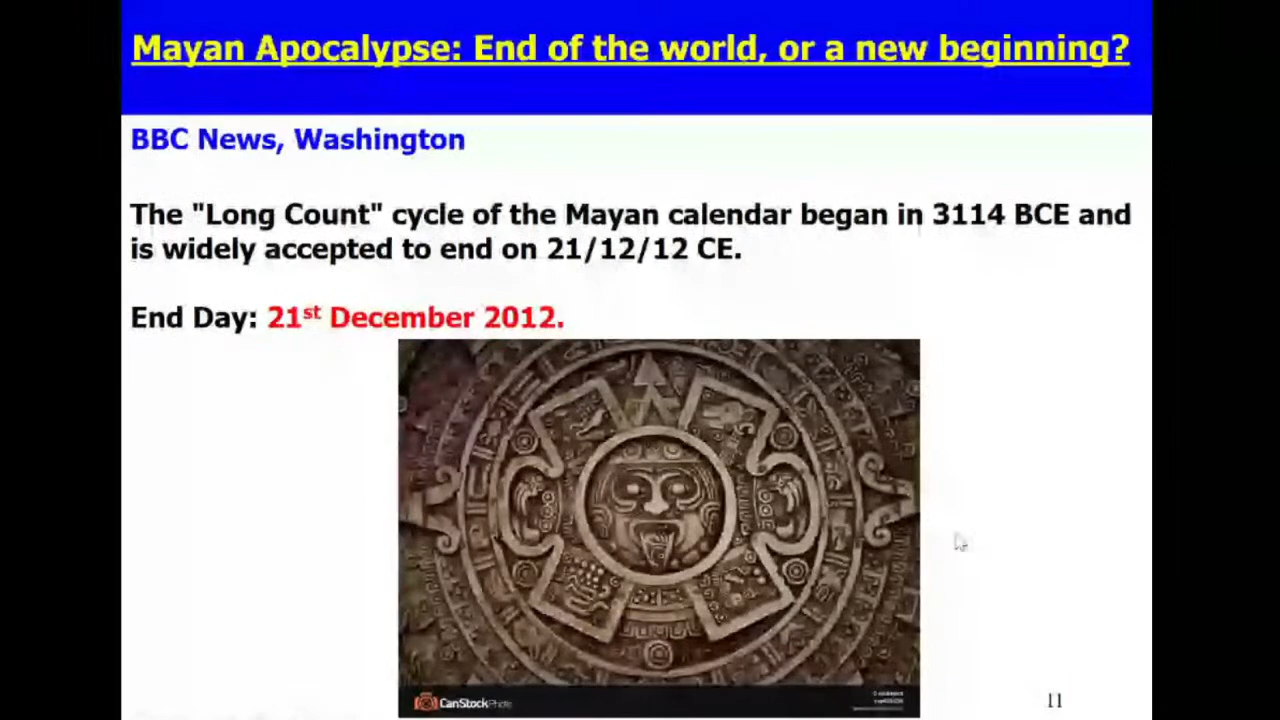 Mayan Apocalypse: End of the world, or a new beginning?
BBC News, Washington
The "Long Count" cycle of the Mayan calendar began in 3114 BCE and
is widely accepted to end on 21/12/12 CE.
End Day: 21st December 2012.
CanStockPhoto
11